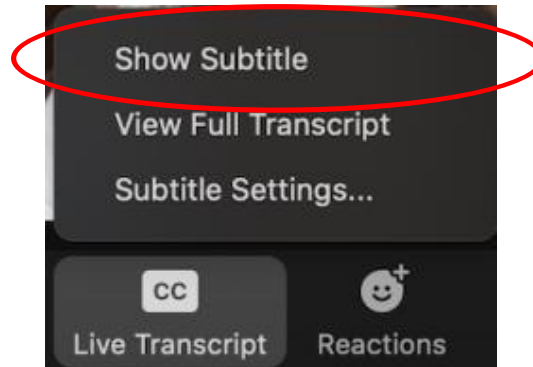 Show Subtitle
View Full Transcript
Subtitle Settings...
CC
Live Transcript
Reactions